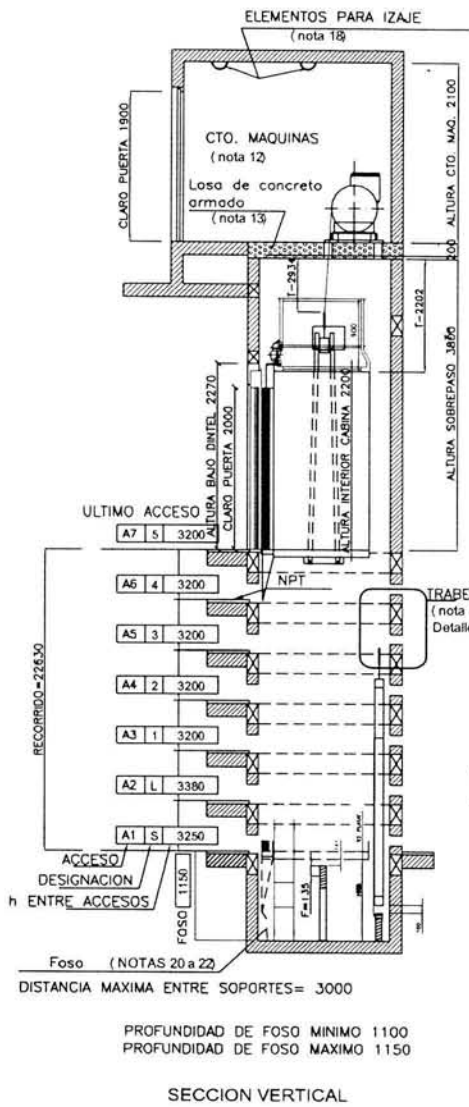 ELEMENTOS PARA IZAJE
(nota 18)
CLARO PUERTA 1900
CTO. MAQUINAS
(nota 12)
Losa de concreto
armado
(nota 13)
ALTURA CTO. MAQ. 2100
200
T-2934
T-2202
900
ALTURA SOBREPASO 3860
ALTURA BAJO DINTEL 2270
CLARO PUERTA 2000
ALTURA INTERIOR CABINA 2200
ULTIMO ACCESO
A7 5 3200
A6 4 3200
NPT
TRABE
(nota
Detalle
A5 3 3200
A4 2 3200
RECORRIDO=22630
A3 1 3200
A2 L 3380
A1 S 3250
ACCESO
DESIGNACION
h ENTRE ACCESOS
FOSO 1150
F=135
Foso (NOTAS 20 a 22)
DISTANCIA MAXIMA ENTRE SOPORTES= 3000
PROFUNDIDAD DE FOSO MINIMO 1100
PROFUNDIDAD DE FOSO MAXIMO 1150
SECCION VERTICAL